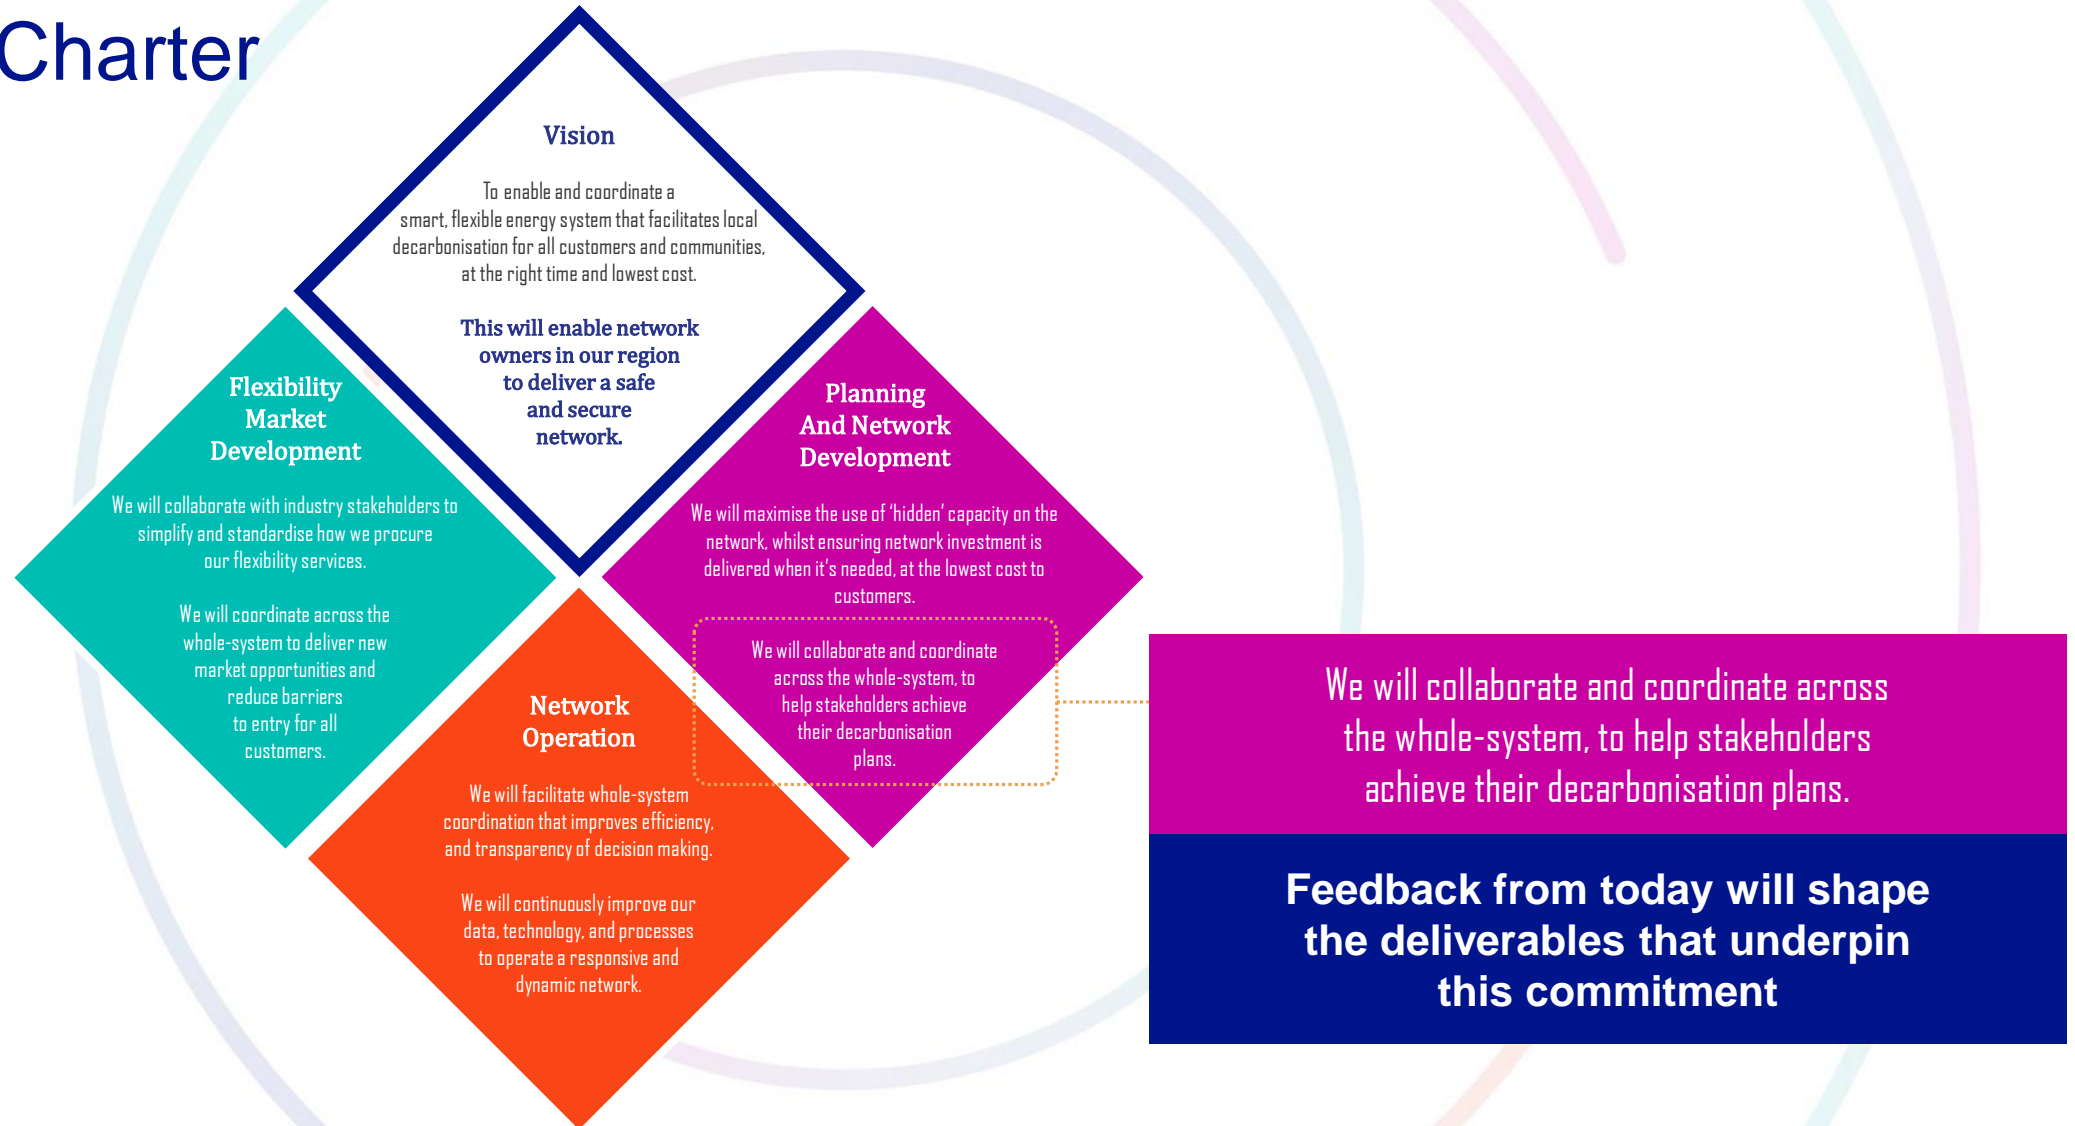 Charter
Vision
To enable and coordinate a
smart, flexible energy system that facilitates local
decarbonisation for all customers and communities,
at the right time and lowest cost.
This will enable network
owners in our region
to deliver a safe
and secure
network.
Flexibility
Market
Development
We will collaborate with industry stakeholders to
simplify and standardise how we procure
our flexibility services.
We will coordinate across the
whole-system to deliver new
market opportunities and
reduce barriers
to entry for all
customers.
Planning
And Network
Development
We will maximise the use of ‘hidden’ capacity on the
network, whilst ensuring network investment is
delivered when it’s needed, at the lowest cost to
customers.
We will collaborate and coordinate
across the whole-system, to
help stakeholders achieve
their decarbonisation
plans.
Network
Operation
We will facilitate whole-system
coordination that improves efficiency,
and transparency of decision making.
We will continuously improve our
data, technology, and processes
to operate a responsive and
dynamic network.
We will collaborate and coordinate across
the whole-system, to help stakeholders
achieve their decarbonisation plans.
Feedback from today will shape
the deliverables that underpin
this commitment